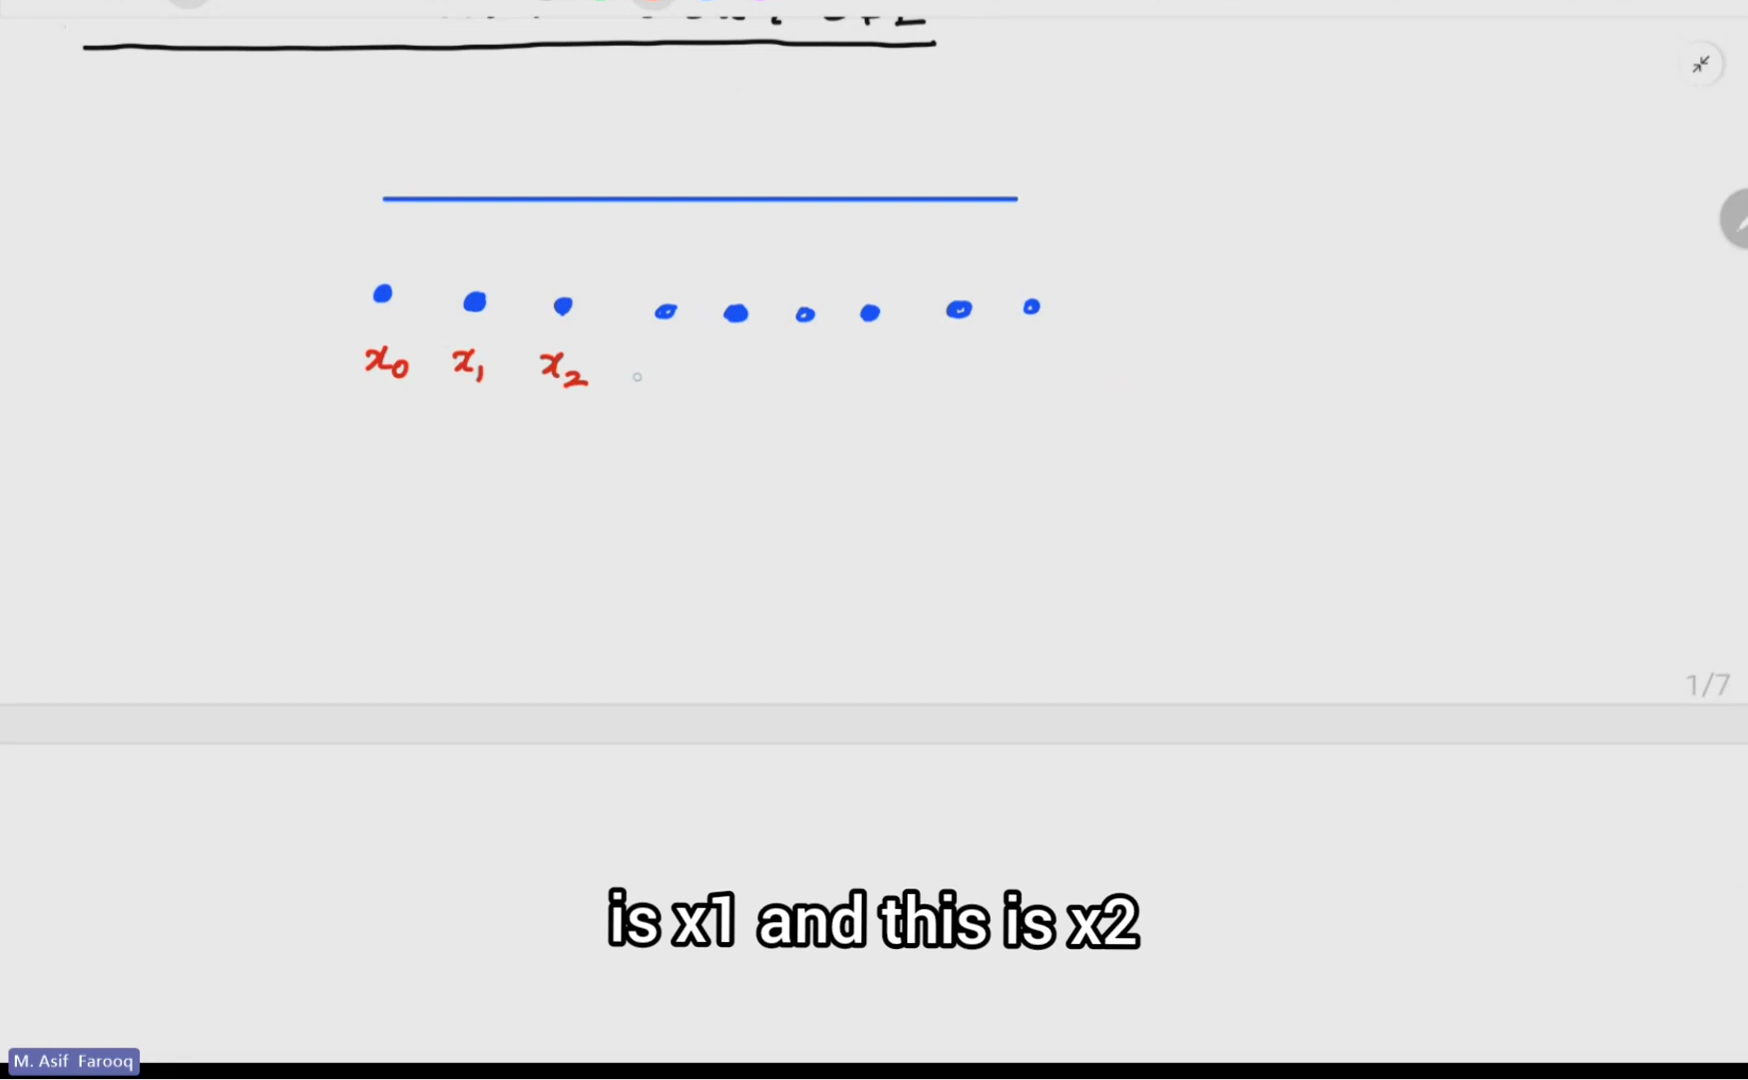 x₀ x₁ x₂
1/7
is x1 and this is x2
M. Asif Farooq